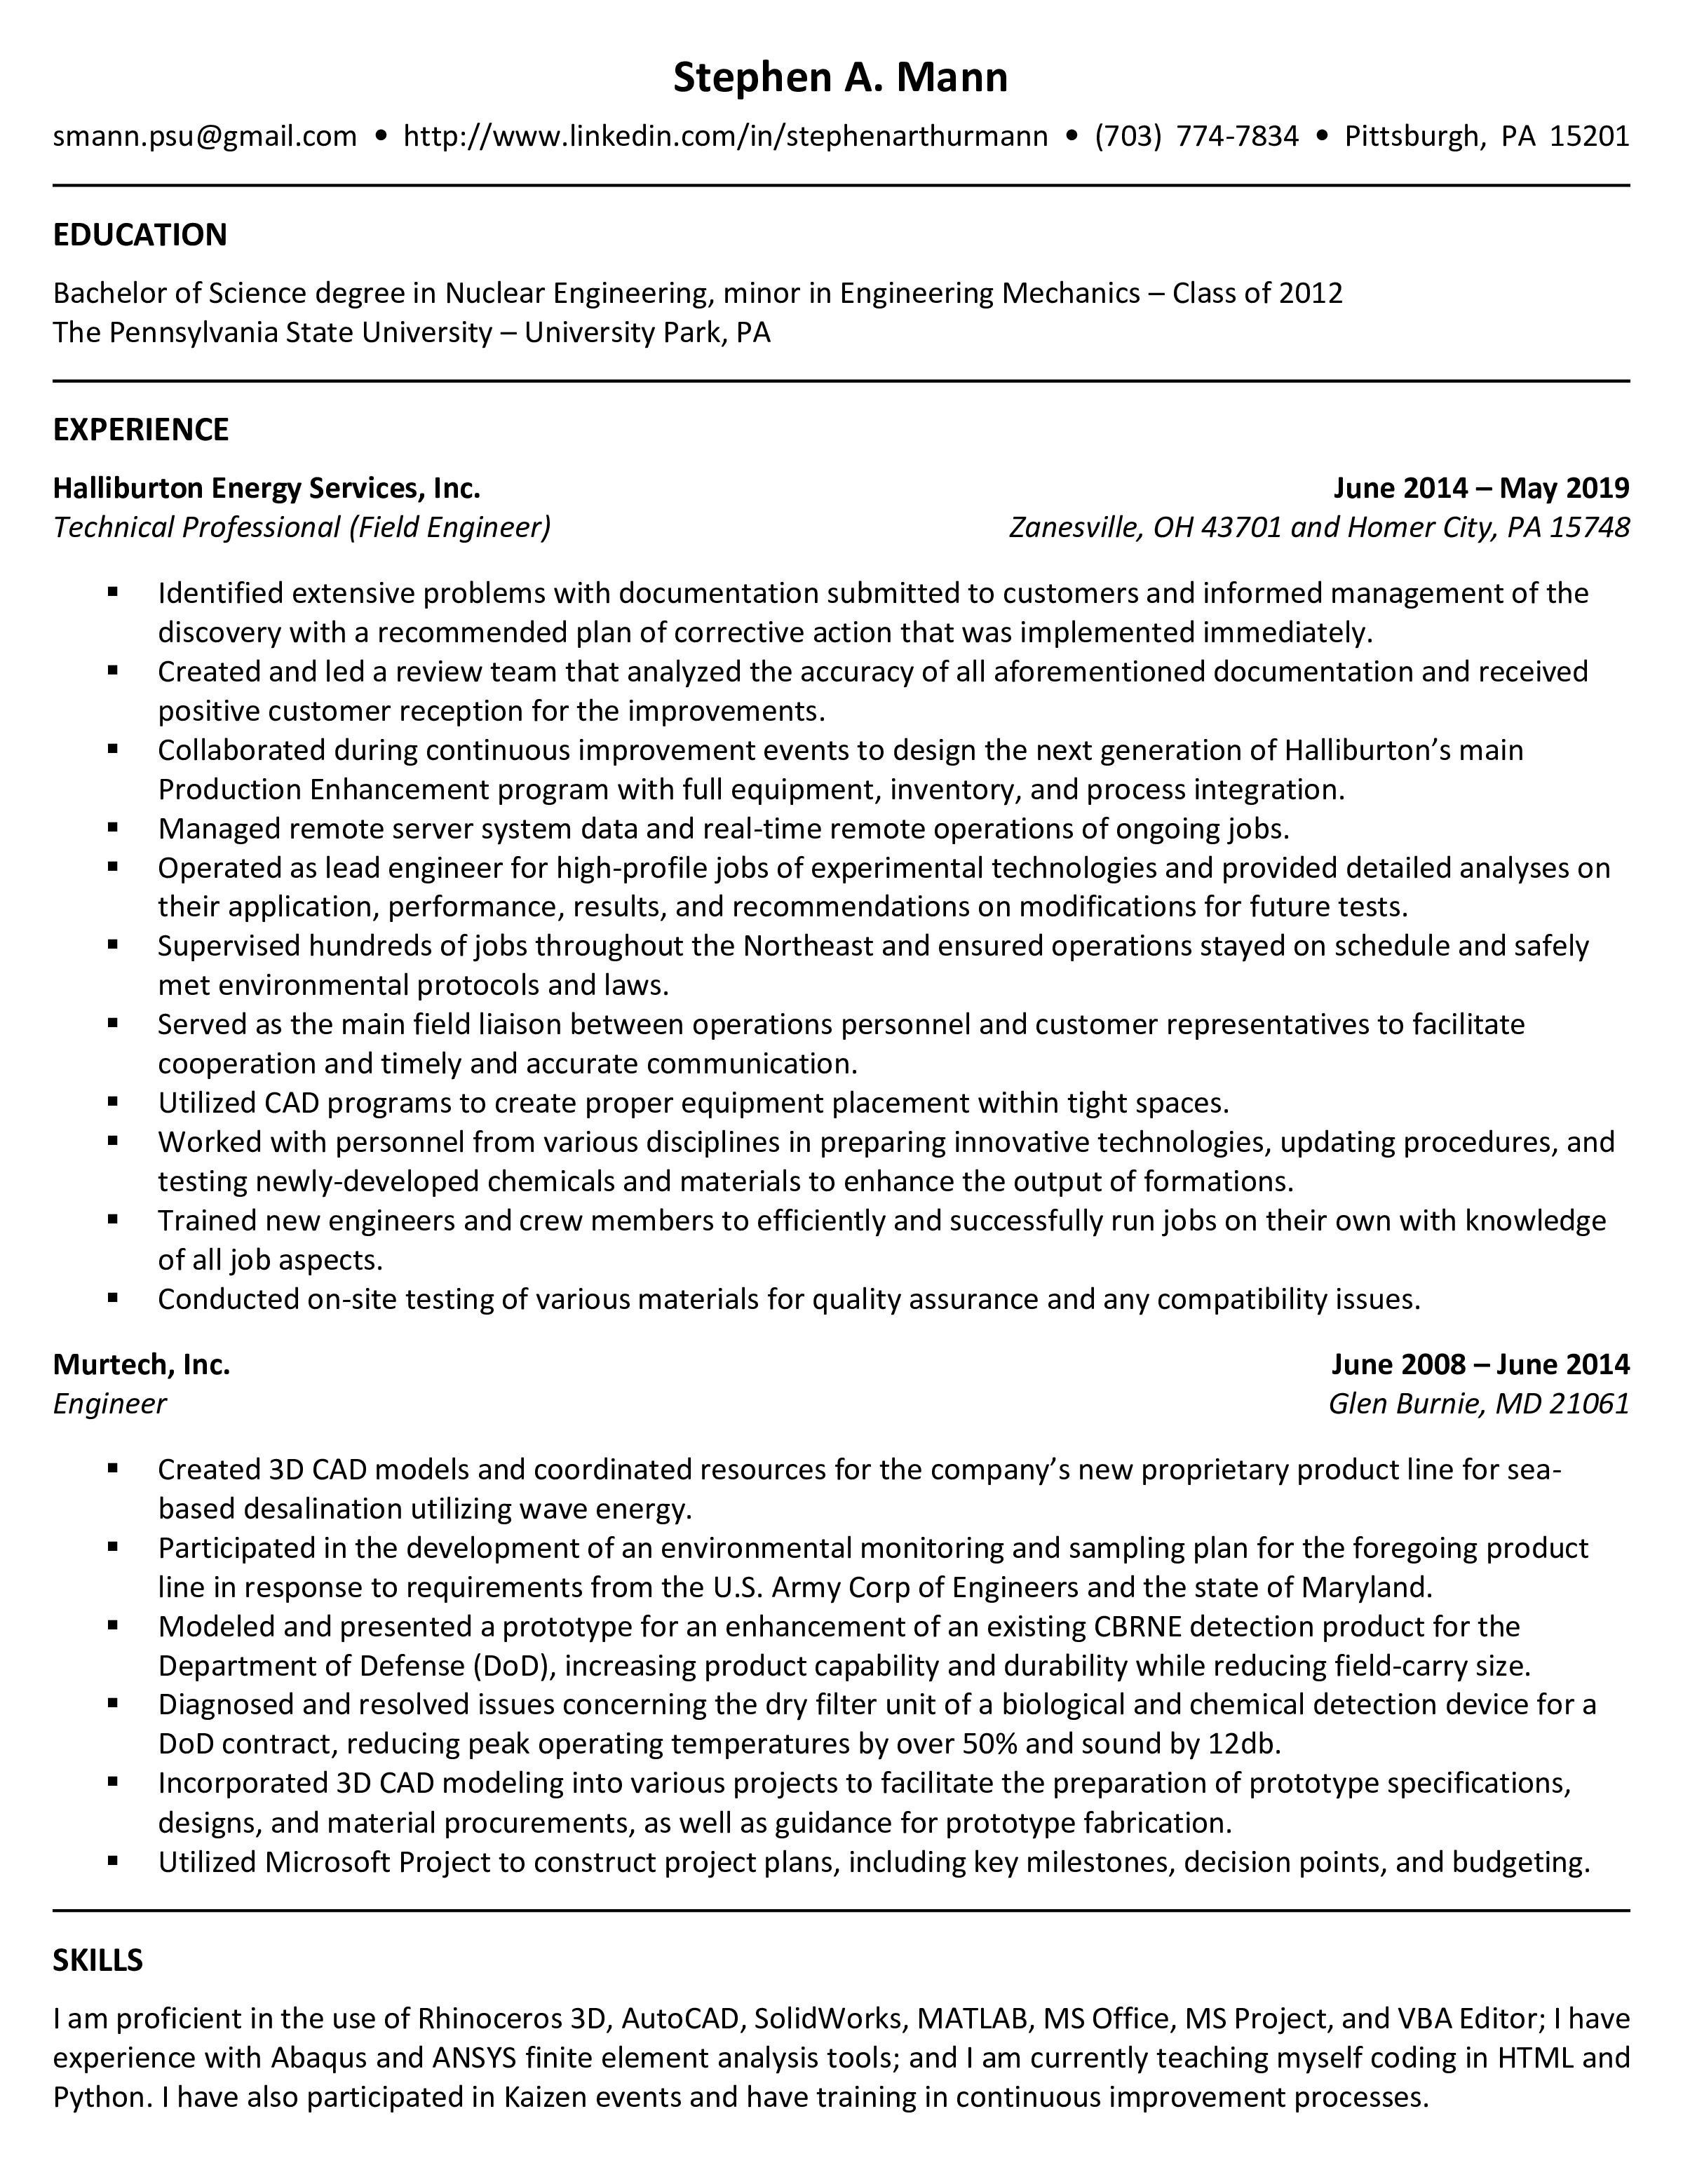 Stephen A. Mann
smann.psu@gmail.com • http://www.linkedin.com/in/stephenarthurmann • (703) 774-7834 • Pittsburgh, PA 15201
EDUCATION
Bachelor of Science degree in Nuclear Engineering, minor in Engineering Mechanics – Class of 2012
The Pennsylvania State University – University Park, PA
EXPERIENCE
Halliburton Energy Services, Inc. June 2014 – May 2019
Technical Professional (Field Engineer) Zanesville, OH 43701 and Homer City, PA 15748
▪ Identified extensive problems with documentation submitted to customers and informed management of the
discovery with a recommended plan of corrective action that was implemented immediately.
▪ Created and led a review team that analyzed the accuracy of all aforementioned documentation and received
positive customer reception for the improvements.
▪ Collaborated during continuous improvement events to design the next generation of Halliburton’s main
Production Enhancement program with full equipment, inventory, and process integration.
▪ Managed remote server system data and real-time remote operations of ongoing jobs.
▪ Operated as lead engineer for high-profile jobs of experimental technologies and provided detailed analyses on
their application, performance, results, and recommendations on modifications for future tests.
▪ Supervised hundreds of jobs throughout the Northeast and ensured operations stayed on schedule and safely
met environmental protocols and laws.
▪ Served as the main field liaison between operations personnel and customer representatives to facilitate
cooperation and timely and accurate communication.
▪ Utilized CAD programs to create proper equipment placement within tight spaces.
▪ Worked with personnel from various disciplines in preparing innovative technologies, updating procedures, and
testing newly-developed chemicals and materials to enhance the output of formations.
▪ Trained new engineers and crew members to efficiently and successfully run jobs on their own with knowledge
of all job aspects.
▪ Conducted on-site testing of various materials for quality assurance and any compatibility issues.
Murtech, Inc. June 2008 – June 2014
Engineer Glen Burnie, MD 21061
▪ Created 3D CAD models and coordinated resources for the company’s new proprietary product line for sea-
based desalination utilizing wave energy.
▪ Participated in the development of an environmental monitoring and sampling plan for the foregoing product
line in response to requirements from the U.S. Army Corp of Engineers and the state of Maryland.
▪ Modeled and presented a prototype for an enhancement of an existing CBRNE detection product for the
Department of Defense (DoD), increasing product capability and durability while reducing field-carry size.
▪ Diagnosed and resolved issues concerning the dry filter unit of a biological and chemical detection device for a
DoD contract, reducing peak operating temperatures by over 50% and sound by 12db.
▪ Incorporated 3D CAD modeling into various projects to facilitate the preparation of prototype specifications,
designs, and material procurements, as well as guidance for prototype fabrication.
▪ Utilized Microsoft Project to construct project plans, including key milestones, decision points, and budgeting.
SKILLS
I am proficient in the use of Rhinoceros 3D, AutoCAD, SolidWorks, MATLAB, MS Office, MS Project, and VBA Editor; I have
experience with Abaqus and ANSYS finite element analysis tools; and I am currently teaching myself coding in HTML and
Python. I have also participated in Kaizen events and have training in continuous improvement processes.